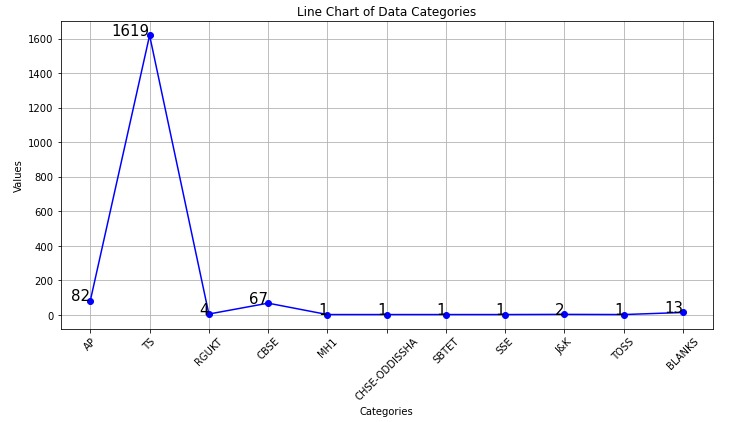 Line Chart of Data Categories
1619
1600
1400
1200
1000
800
600
400
200
0
Values
82
4
67
1
1
1
1
2
1
13
AP
TS
RGUKT
CBSE
MH1
CHSE-ODDISSHA
SBTET
SSE
J&K
TOSS
BLANKS
Categories